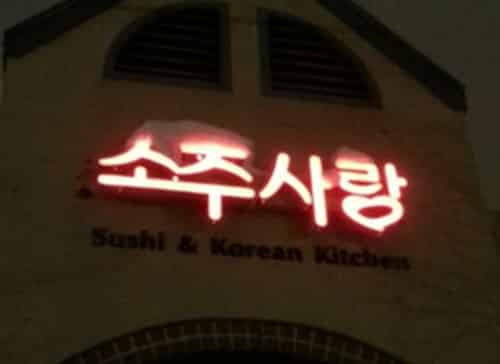 소주사랑
Sushi & Korean Kitchen